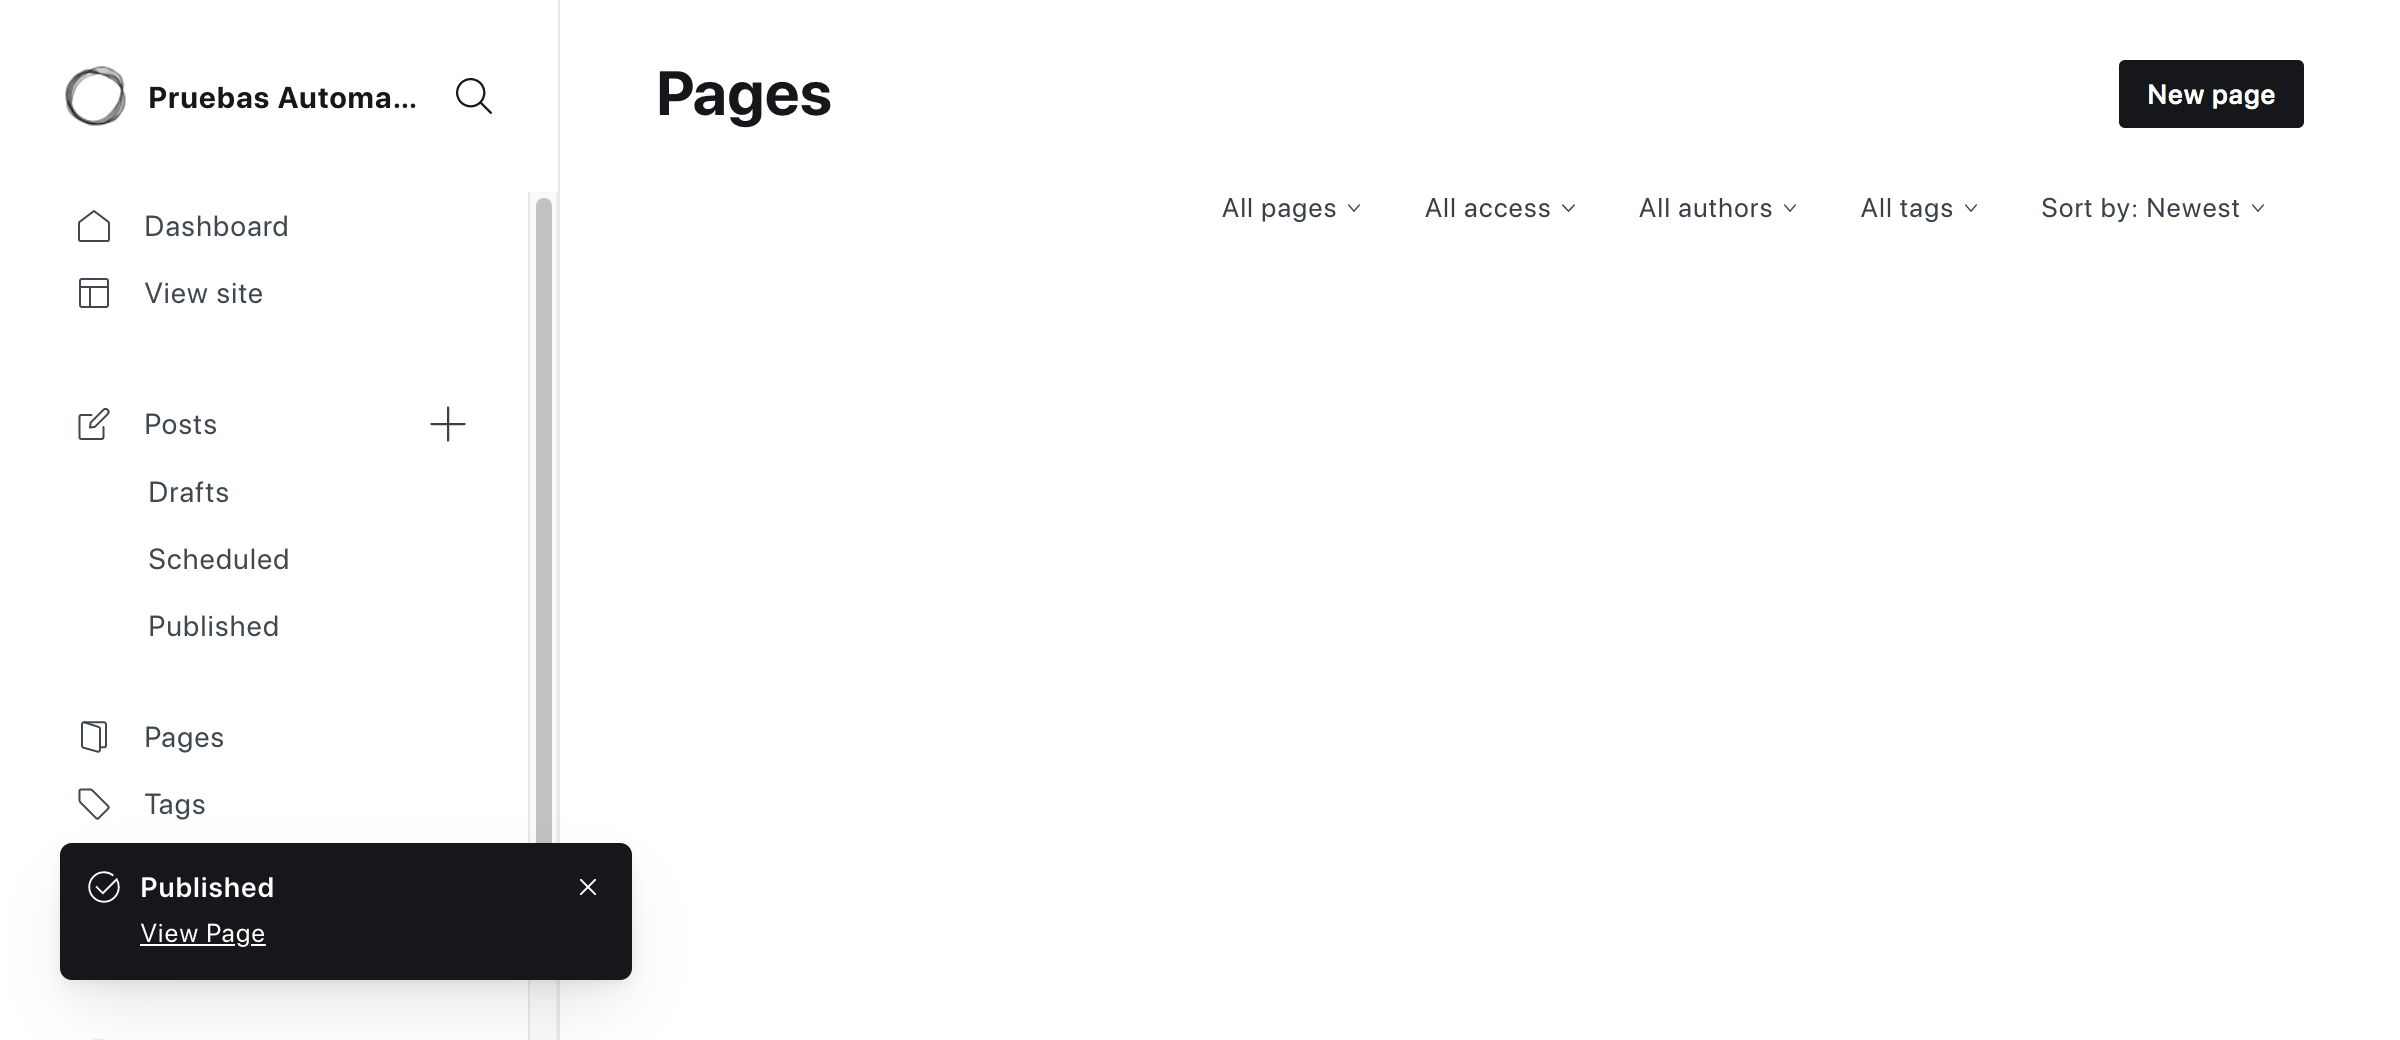 Pruebas Automa...
Dashboard
View site
Posts
Drafts
Scheduled
Published
Pages
Tags
Published
View Page
Pages
New page
All pages
All access
All authors
All tags
Sort by: Newest